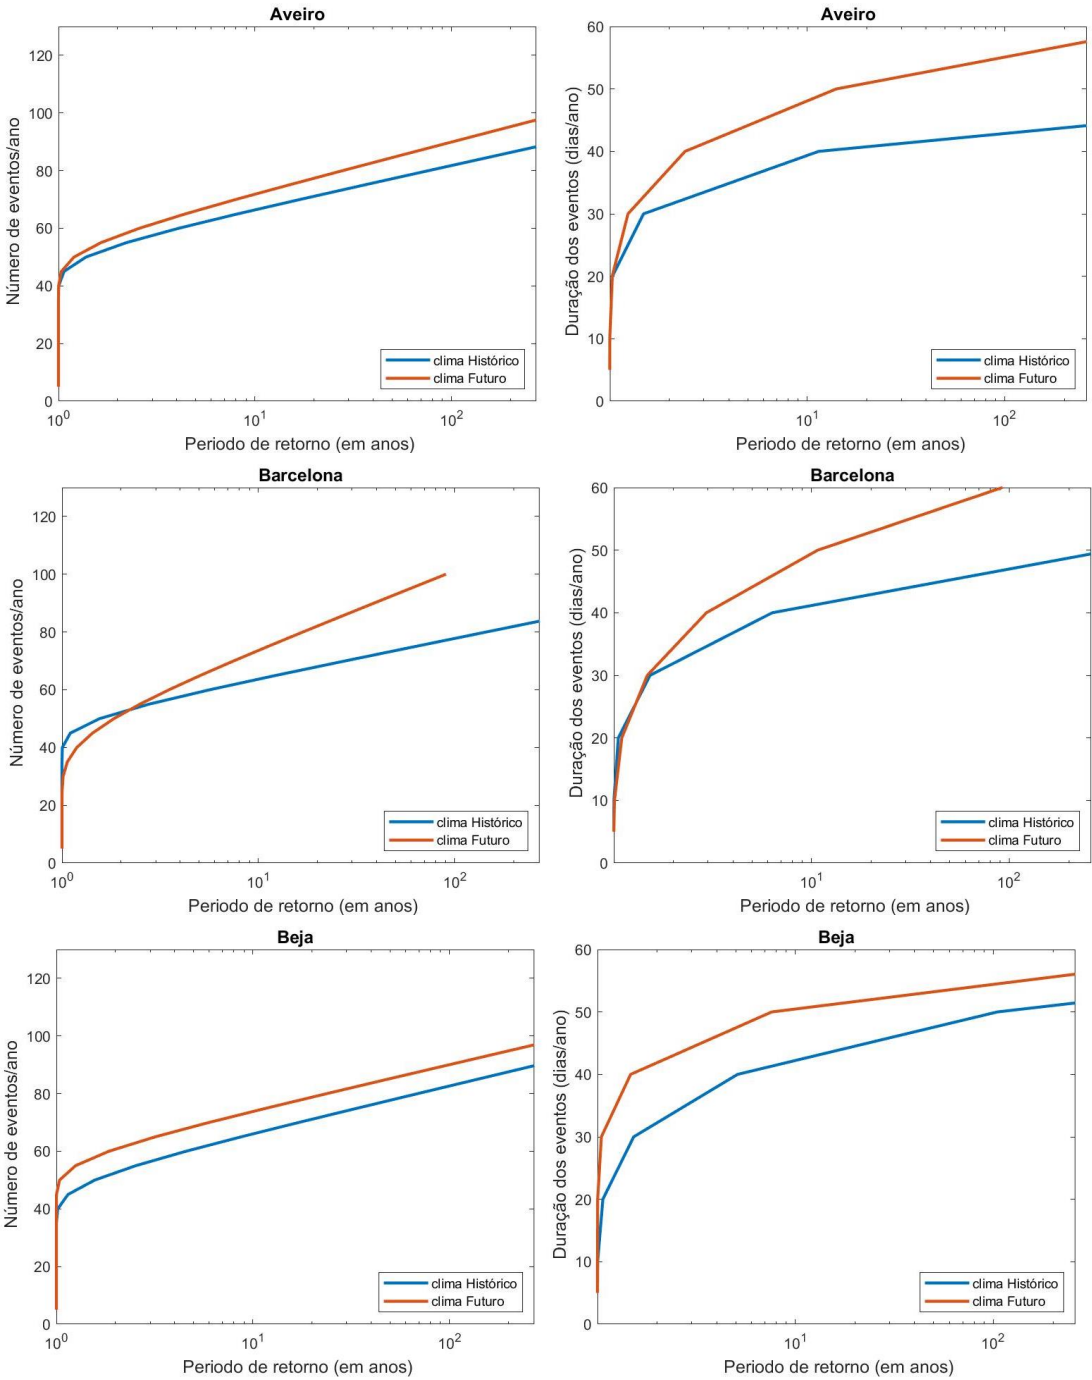 Aveiro
Número de eventos/ano
120
100
80
60
40
20
0
10^0
10^1
10^2
Periodo de retorno (em anos)
clima Histórico
clima Futuro
Aveiro
Duração dos eventos (dias/ano)
60
50
40
30
20
10
0
10^1
10^2
Periodo de retorno (em anos)
clima Histórico
clima Futuro
Barcelona
Número de eventos/ano
120
100
80
60
40
20
0
10^0
10^1
10^2
Periodo de retorno (em anos)
clima Histórico
clima Futuro
Barcelona
Duração dos eventos (dias/ano)
60
50
40
30
20
10
0
10^1
10^2
Periodo de retorno (em anos)
clima Histórico
clima Futuro
Beja
Número de eventos/ano
120
100
80
60
40
20
0
10^0
10^1
10^2
Periodo de retorno (em anos)
clima Histórico
clima Futuro
Beja
Duração dos eventos (dias/ano)
60
50
40
30
20
10
0
10^1
10^2
Periodo de retorno (em anos)
clima Histórico
clima Futuro